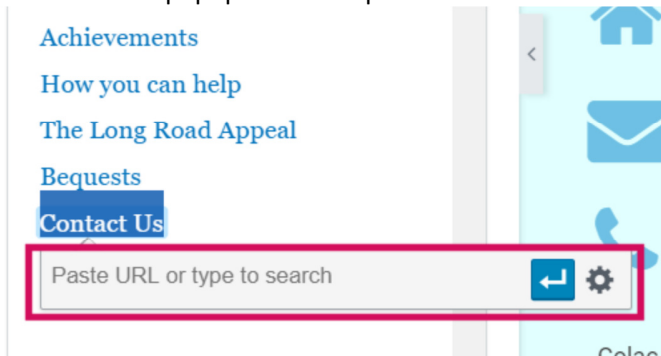 Achievements
How you can help
The Long Road Appeal
Bequests
Contact Us
Paste URL or type to search